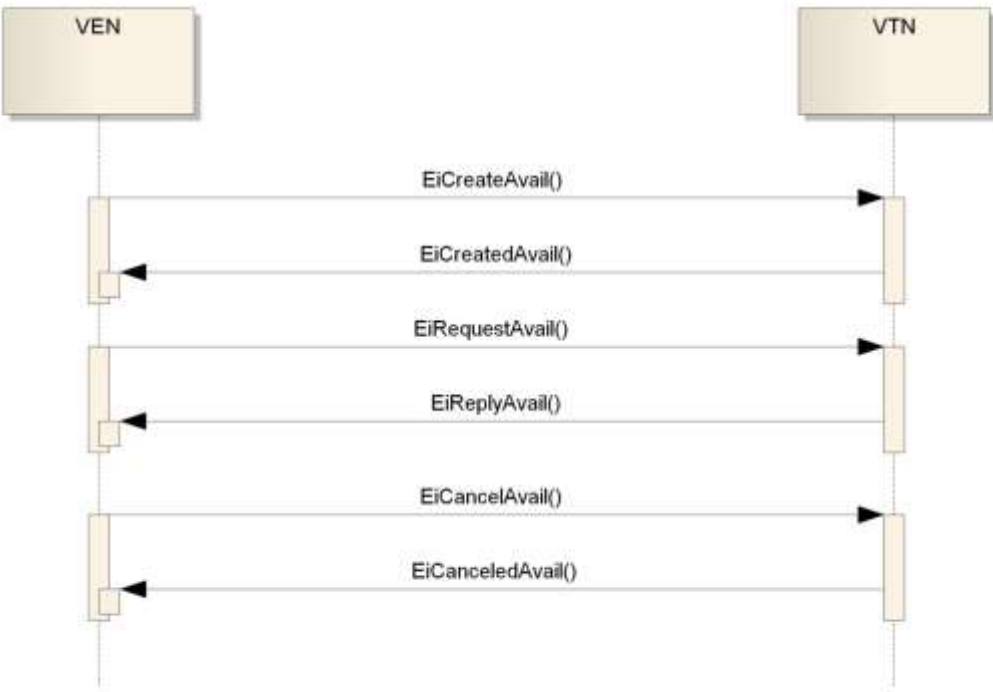 VEN
VTN
EiCreateAvail()
EiCreatedAvail()
EiRequestAvail()
EiReplyAvail()
EiCancelAvail()
EiCanceledAvail()